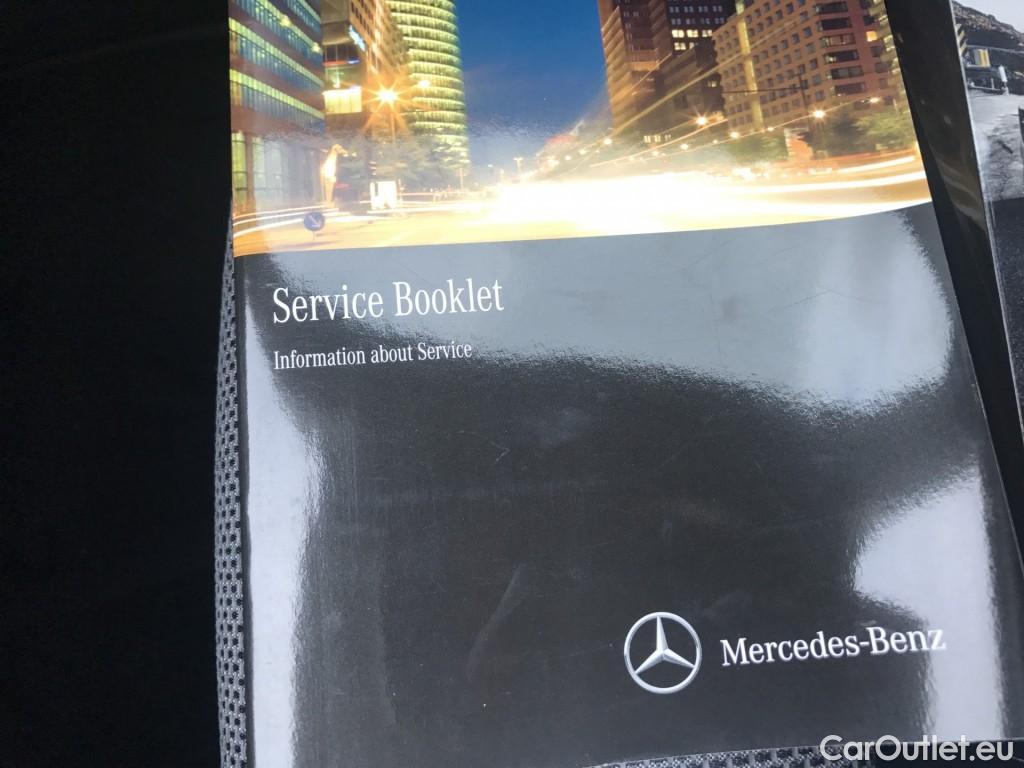 Service Booklet
Information about Service
Mercedes-Benz
CarOutlet.eu